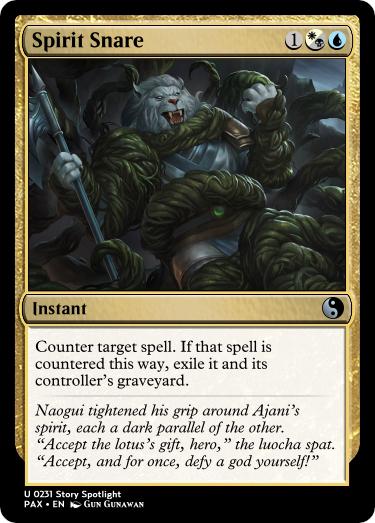 Spirit Snare 1
Instant
Counter target spell. If that spell is
countered this way, exile it and its
controller's graveyard.
Naogui tightened his grip around Ajani's
spirit, each a dark parallel of the other.
"Accept the lotus's gift, hero," the luocha spat.
"Accept, and for once, defy a god yourself!"
U 0231 Story Spotlight
PAX • EN Gun Gunawan